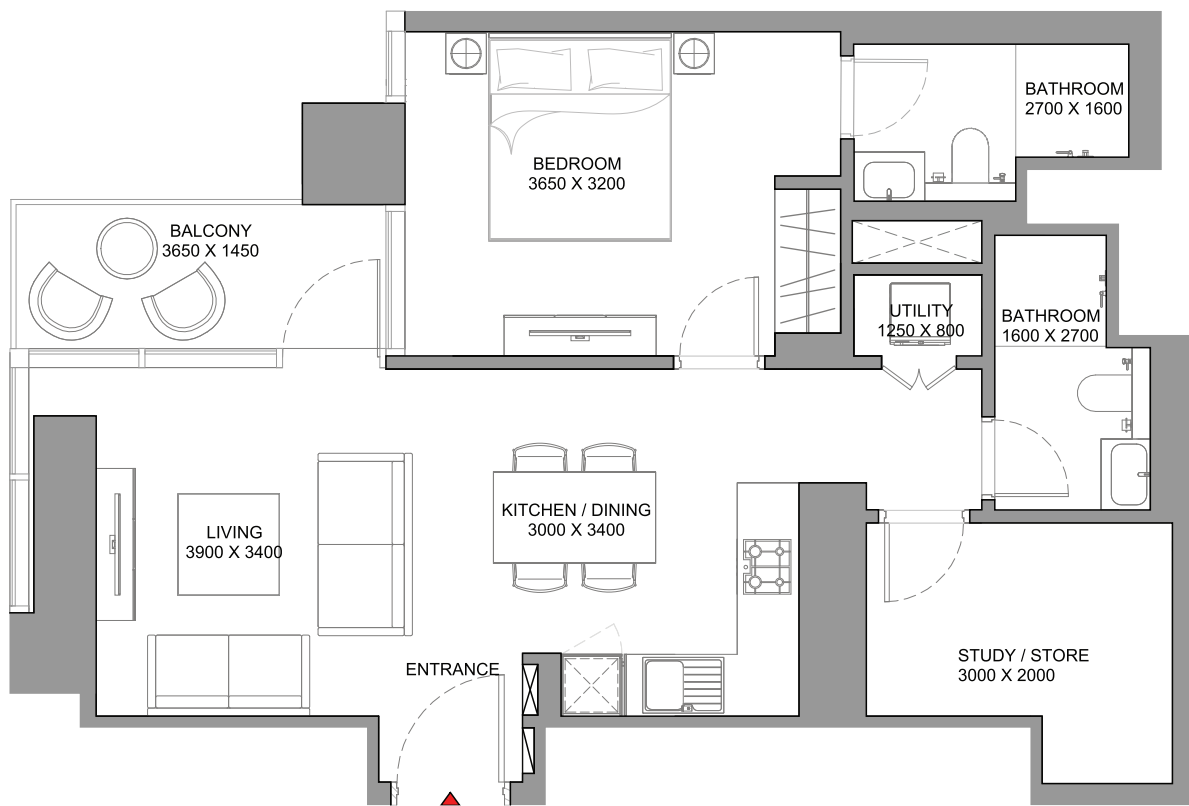 BATHROOM
2700 X 1600
BEDROOM
3650 X 3200
BALCONY
3650 X 1450
UTILITY
1250 X 800
BATHROOM
1600 X 2700
KITCHEN / DINING
3000 X 3400
LIVING
3900 X 3400
ENTRANCE
STUDY / STORE
3000 X 2000